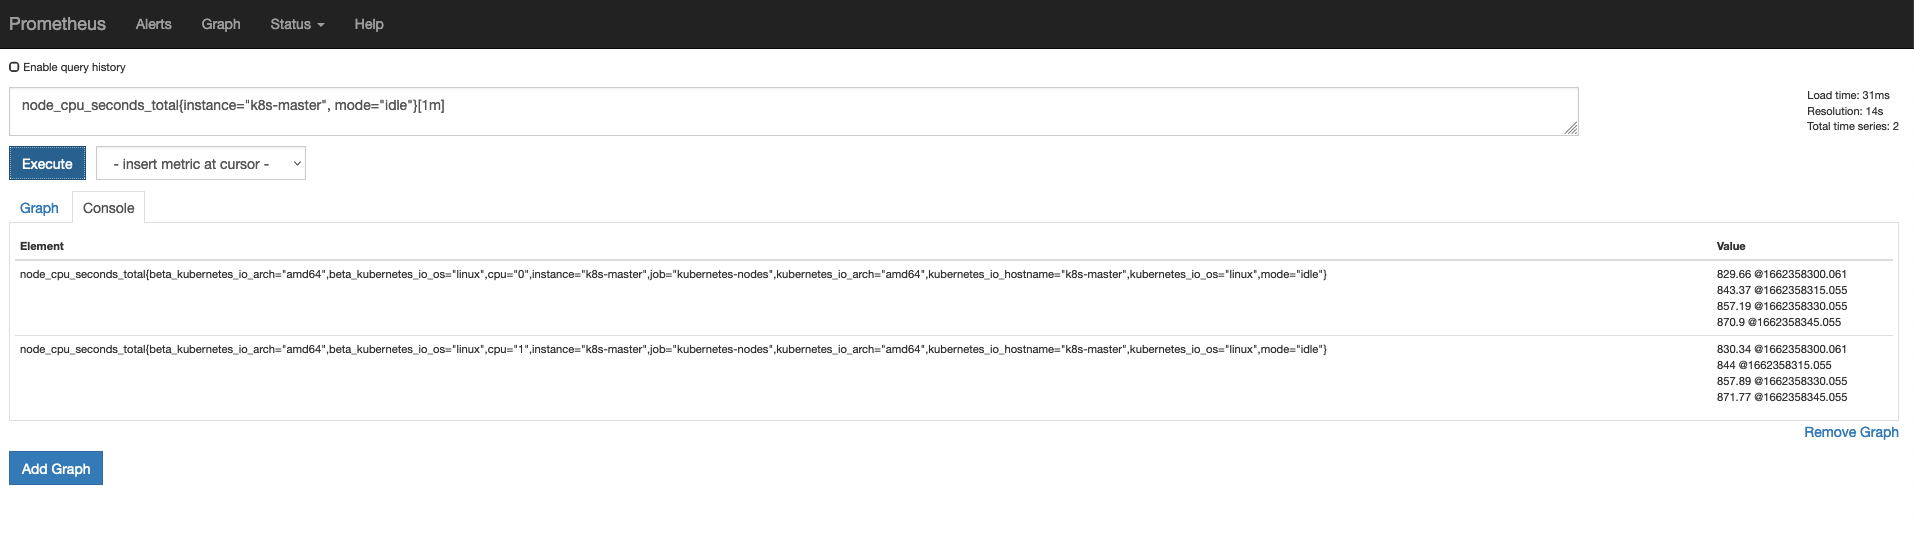 Prometheus Alerts Graph Status Help
Enable query history
node_cpu_seconds_total{instance="k8s-master", mode="idle"}[1m]
Load time: 31ms
Resolution: 14s
Total time series: 2
Execute - insert metric at cursor -
Graph Console
Element Value
node_cpu_seconds_total{beta_kubernetes_io_arch="amd64",beta_kubernetes_io_os="linux",cpu="0",instance="k8s-master",job="kubernetes-nodes",kubernetes_io_arch="amd64",kubernetes_io_hostname="k8s-master",kubernetes_io_os="linux",mode="idle"} 829.66 @1662358300.061
843.37 @1662358315.055
857.19 @1662358330.055
870.9 @1662358345.055
node_cpu_seconds_total{beta_kubernetes_io_arch="amd64",beta_kubernetes_io_os="linux",cpu="1",instance="k8s-master",job="kubernetes-nodes",kubernetes_io_arch="amd64",kubernetes_io_hostname="k8s-master",kubernetes_io_os="linux",mode="idle"} 830.34 @1662358300.061
844 @1662358315.055
857.89 @1662358330.055
871.77 @1662358345.055
Remove Graph
Add Graph